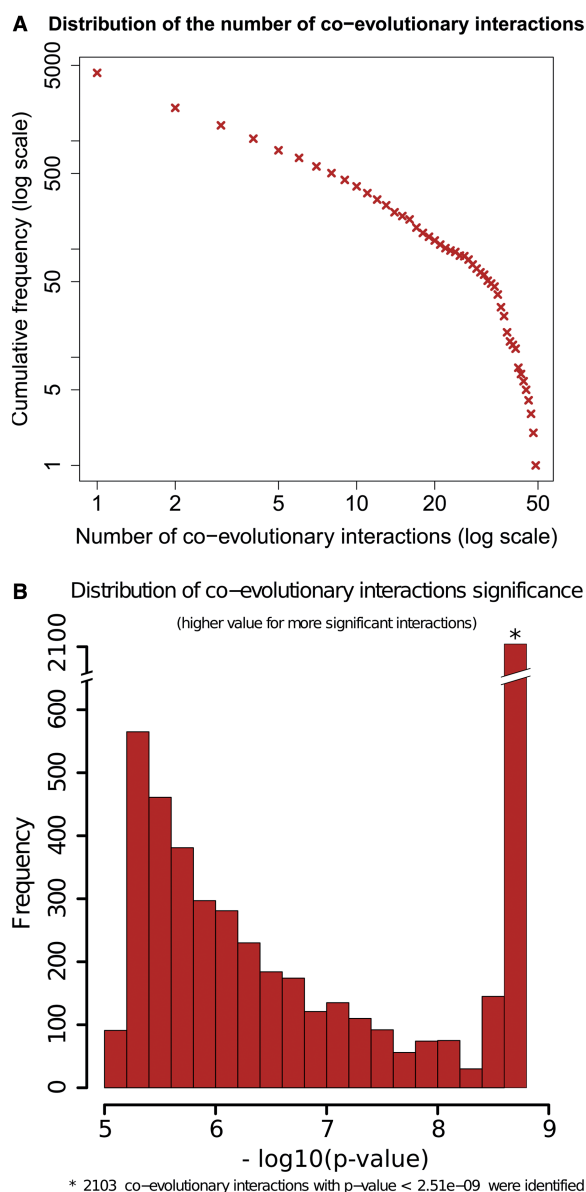 A Distribution of the number of co−evolutionary interactions
5000
500
50
5
1
Cumulative frequency (log scale)
1 2 5 10 20 50
Number of co−evolutionary interactions (log scale)
B Distribution of co−evolutionary interactions significance
(higher value for more significant interactions)
*
2100
600
500
400
300
200
100
0
Frequency
5 6 7 8 9
- log10(p-value)
* 2103 co-evolutionary interactions with p-value < 2.51e-09 were identified